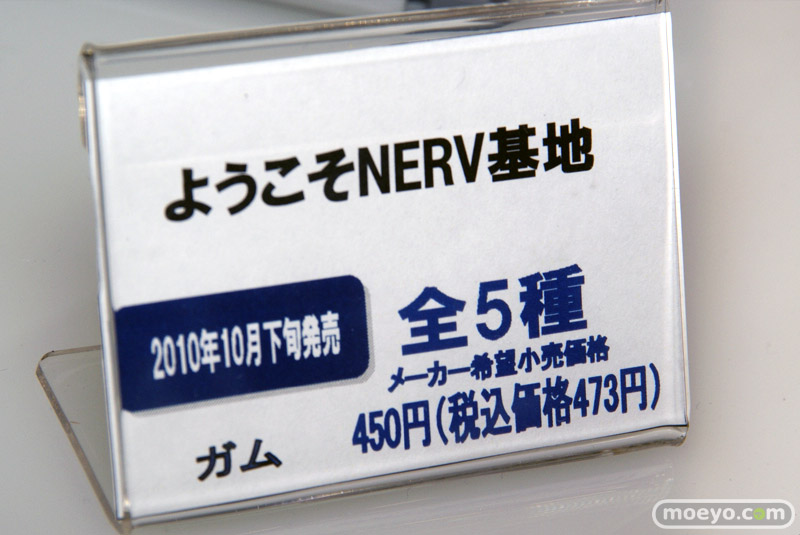 ようこそNERV基地
2010年10月下旬発売
全5種
メーカー希望小売価格
450円(税込価格473円)
ガム
moeyo.com